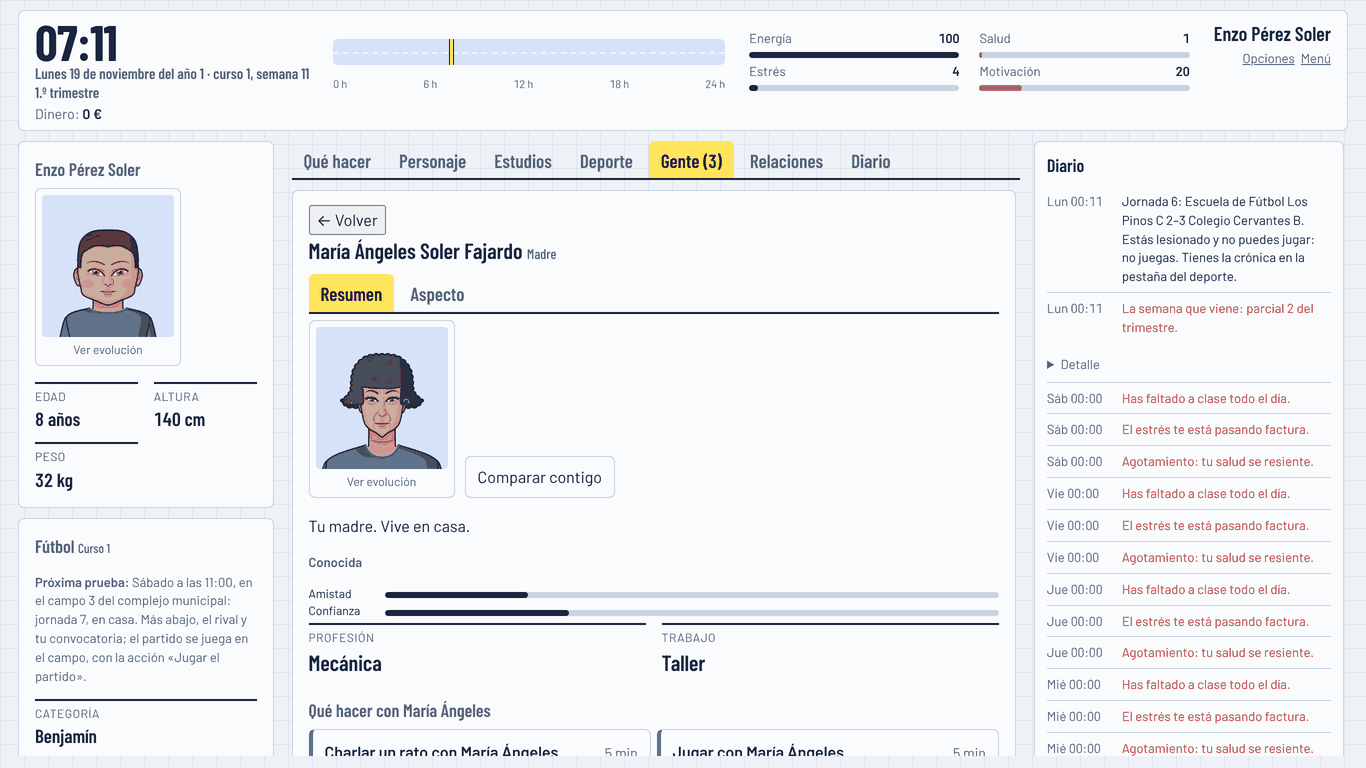 07:11
Lunes 19 de noviembre del año 1 · curso 1, semana 11
1.º trimestre
Dinero: 0 €
0 h 6 h 12 h 18 h 24 h
Energía 100
Estrés 4
Salud 1
Motivación 20
Enzo Pérez Soler
Opciones Menú
Enzo Pérez Soler
Ver evolución
EDAD
8 años
ALTURA
140 cm
PESO
32 kg
Fútbol Curso 1
Próxima prueba: Sábado a las 11:00, en
el campo 3 del complejo municipal:
jornada 7, en casa. Más abajo, el rival y
tu convocatoria; el partido se juega en
el campo, con la acción «Jugar el
partido».
CATEGORÍA
Benjamín
Qué hacer Personaje Estudios Deporte Gente (3) Relaciones Diario
← Volver
María Ángeles Soler Fajardo Madre
Resumen Aspecto
Ver evolución
Comparar contigo
Tu madre. Vive en casa.
Conocida
Amistad
Confianza
PROFESIÓN
Mecánica
TRABAJO
Taller
Qué hacer con María Ángeles
Charlar un rato con María Ángeles 5 min
Jugar con María Ángeles 5 min
Diario
Lun 00:11 Jornada 6: Escuela de Fútbol Los
Pinos C 2–3 Colegio Cervantes B.
Estás lesionado y no puedes jugar:
no juegas. Tienes la crónica en la
pestaña del deporte.
Lun 00:11 La semana que viene: parcial 2 del
trimestre.
▶ Detalle
Sáb 00:00 Has faltado a clase todo el día.
Sáb 00:00 El estrés te está pasando factura.
Sáb 00:00 Agotamiento: tu salud se resiente.
Vie 00:00 Has faltado a clase todo el día.
Vie 00:00 El estrés te está pasando factura.
Vie 00:00 Agotamiento: tu salud se resiente.
Jue 00:00 Has faltado a clase todo el día.
Jue 00:00 El estrés te está pasando factura.
Jue 00:00 Agotamiento: tu salud se resiente.
Mié 00:00 Has faltado a clase todo el día.
Mié 00:00 El estrés te está pasando factura.
Mié 00:00 Agotamiento: tu salud se resiente.